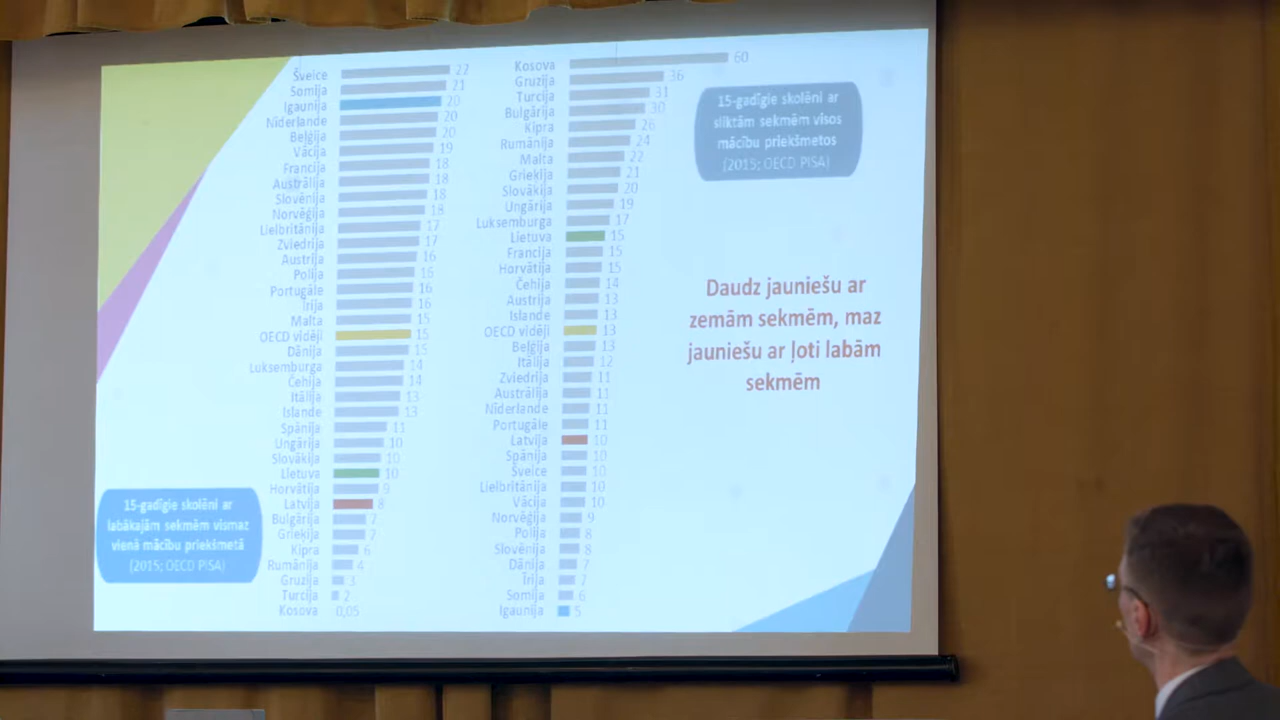 Šveice 22
Somija 21
Igaunija 20
Nīderlande 20
Beļģija 20
Vācija 19
Francija 18
Austrālija 18
Slovēnija 18
Norvēģija 18
Lielbritānija 17
Zviedrija 17
Austrija 16
Polija 16
Portugāle 16
Īrija 16
Malta 15
OECD vidēji 15
Dānija 15
Luksemburga 14
Čehija 14
Itālija 13
Islande 13
Spānija 11
Ungārija 10
Slovākija 10
Lietuva 10
Horvātija 9
Latvija 8
Bulgārija 7
Grieķija 7
Kipra 6
Rumānija 4
Gruzija 3
Turcija 2
Kosova 0,05
15-gadīgie skolēni ar
labākajām sekmēm vismaz
vienā mācību priekšmetā
(2015; OECD PISA)
Kosova 60
Gruzija 36
Turcija 31
Bulgārija 30
Kipra 26
Rumānija 24
Malta 22
Grieķija 21
Slovākija 20
Ungārija 19
Luksemburga 17
Lietuva 15
Francija 15
Horvātija 15
Čehija 14
Austrija 13
Islande 13
OECD vidēji 13
Beļģija 13
Itālija 12
Zviedrija 11
Austrālija 11
Nīderlande 11
Portugāle 11
Latvija 10
Spānija 10
Šveice 10
Lielbritānija 10
Vācija 10
Norvēģija 9
Polija 8
Slovēnija 8
Dānija 7
Īrija 7
Somija 6
Igaunija 5
15-gadīgie skolēni ar
sliktām sekmēm visos
mācību priekšmetos
(2015; OECD PISA)
Daudz jauniešu ar
zemām sekmēm, maz
jauniešu ar ļoti labām
sekmēm